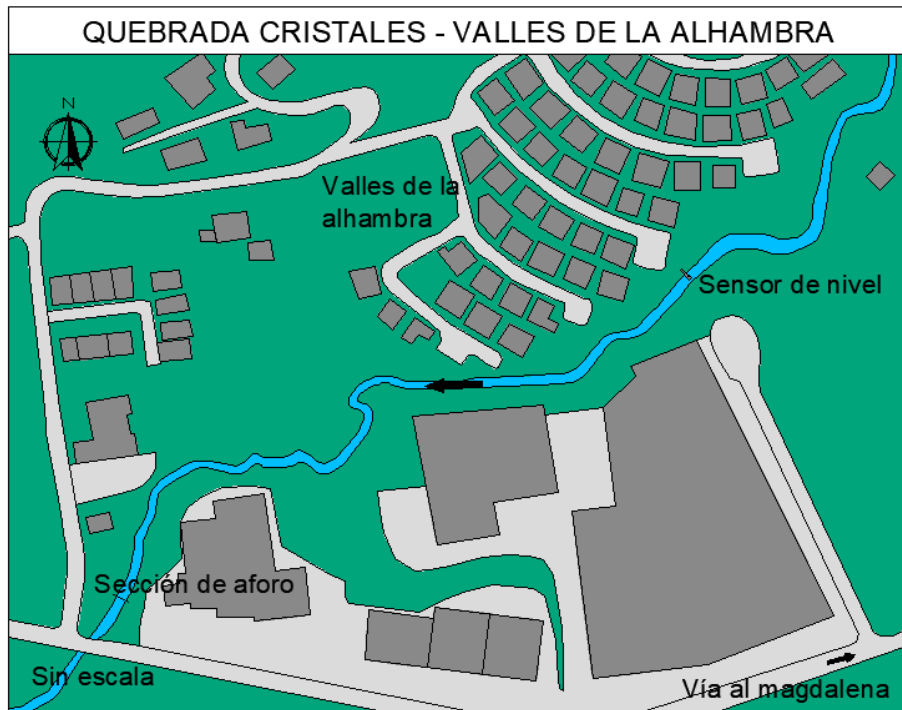 QUEBRADA CRISTALES - VALLES DE LA ALHAMBRA
N
Valles de la
alhambra
Sensor de nivel
Sección de aforo
Sin escala
Vía al magdalena